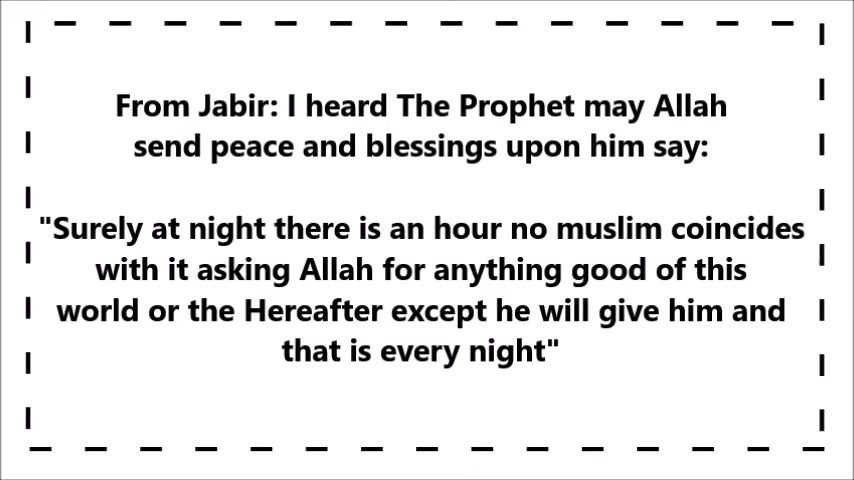 From Jabir: I heard The Prophet may Allah
send peace and blessings upon him say:
"Surely at night there is an hour no muslim coincides
with it asking Allah for anything good of this
world or the Hereafter except he will give him and
that is every night"